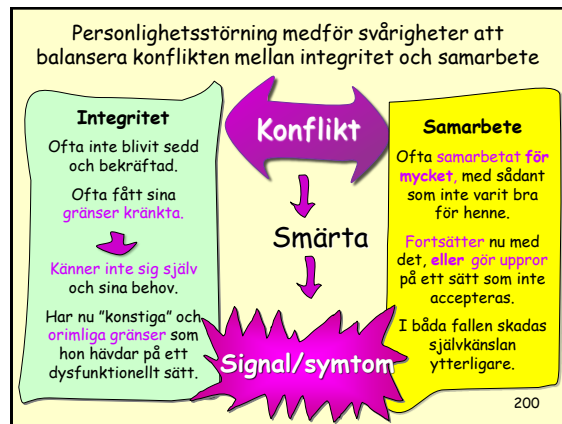 Personlighetsstörning medför svårigheter att
balansera konflikten mellan integritet och samarbete
Integritet
Ofta inte blivit sedd
och bekräftad.
Ofta fått sina
gränser kränkta.
Känner inte sig själv
och sina behov.
Har nu "konstiga" och
orimliga gränser som
hon hävdar på ett
dysfunktionellt sätt.
Konflikt
Smärta
Signal/symtom
Samarbete
Ofta samarbetat för
mycket, med sådant
som inte varit bra
för henne.
Fortsätter nu med
det, eller gör uppror
på ett sätt som inte
accepteras.
I båda fallen skadas
självkänslan
ytterligare.
200